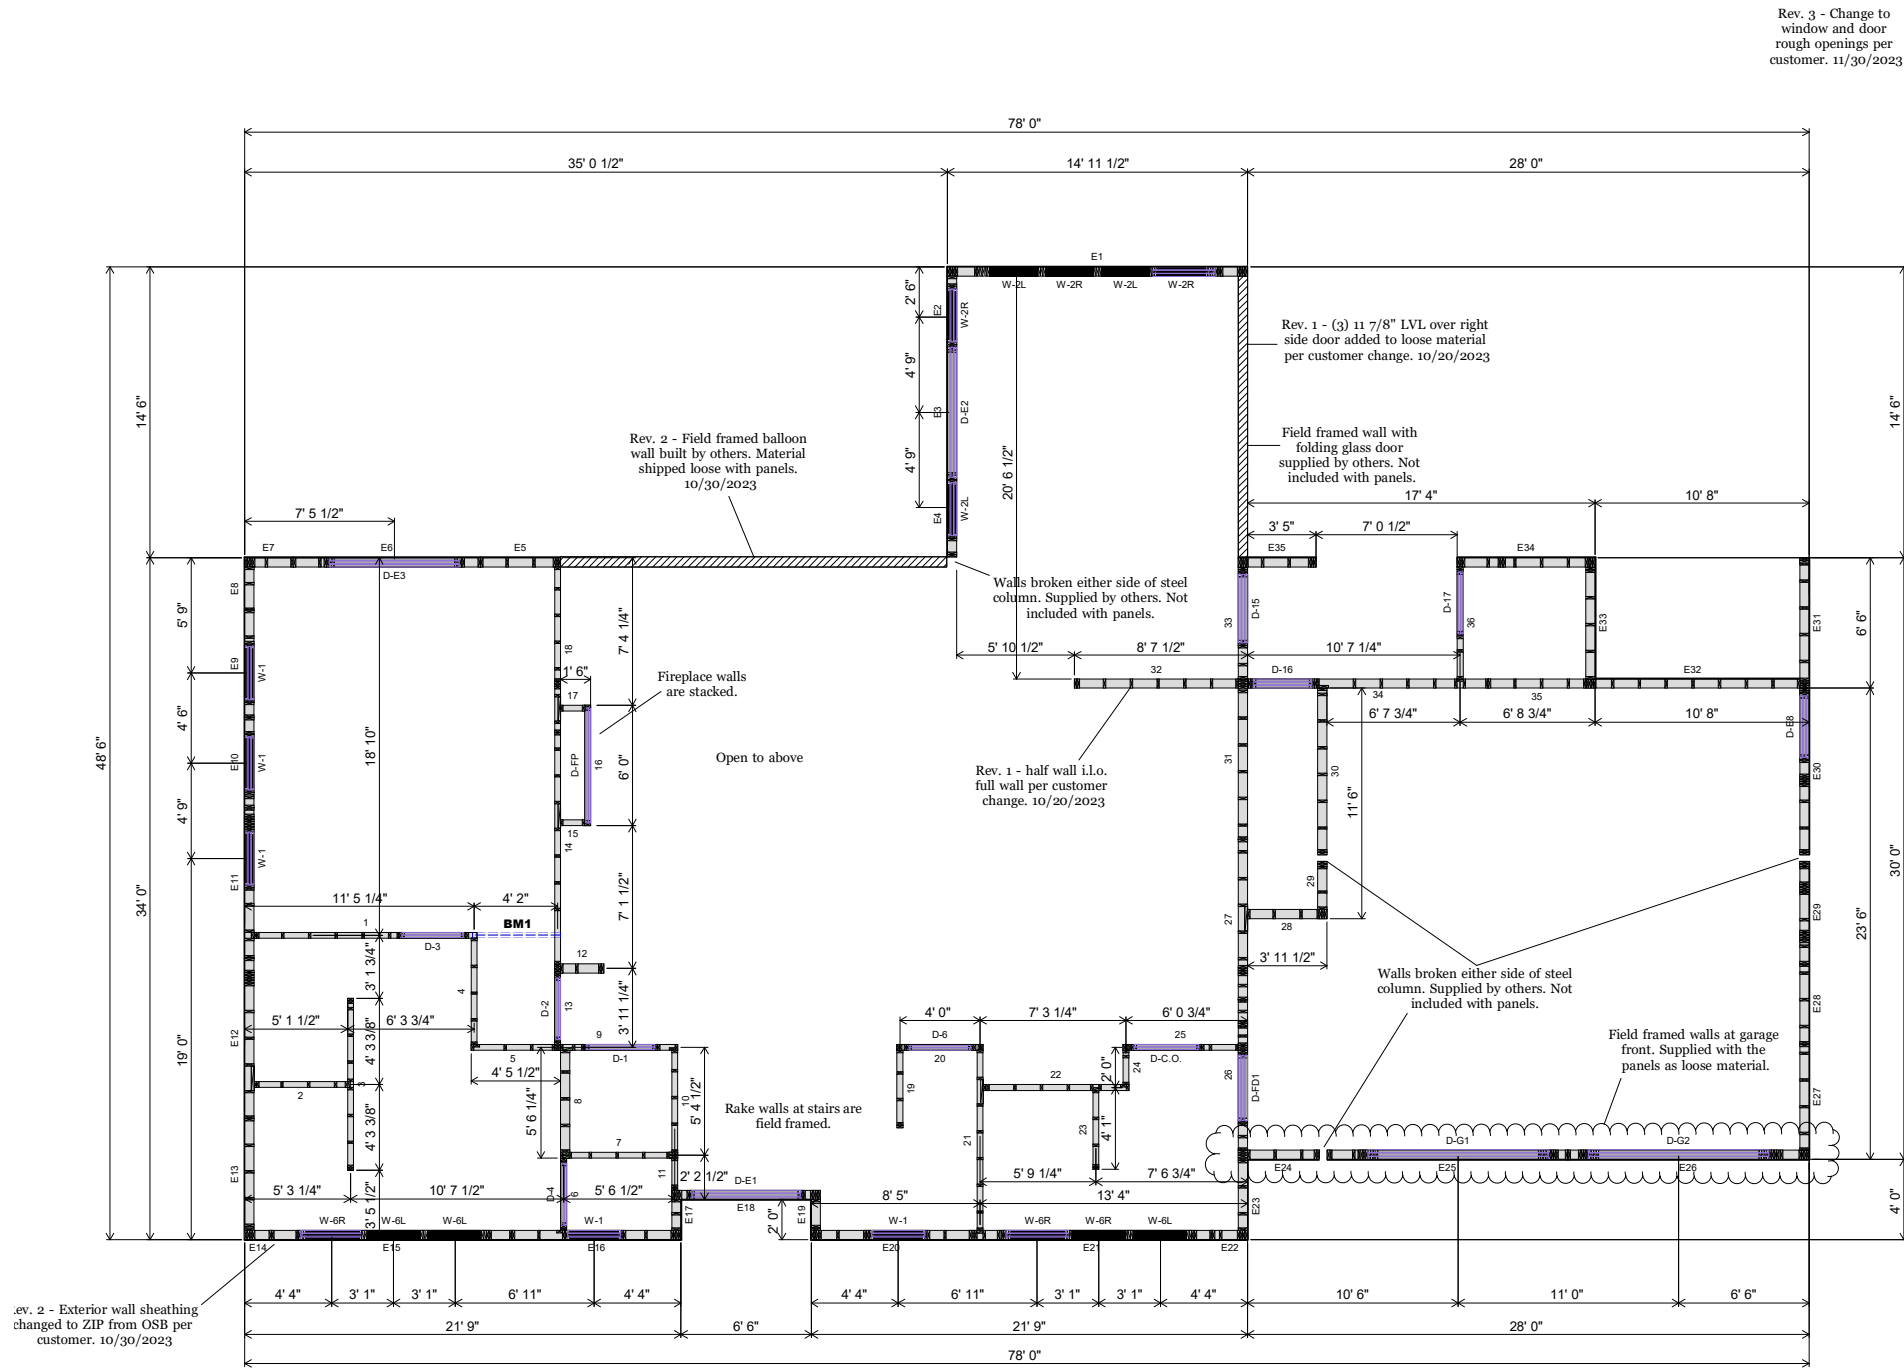 Rev. 3 - Change to
window and door
rough openings per
customer. 11/30/2023
78' 0"
35' 0 1/2"
14' 11 1/2"
28' 0"
E1
W-2L
W-2R
W-2L
W-2R
2' 6"
E2
W-2R
4' 9"
E3
D-E2
4' 9"
E4
W-2L
20' 6 1/2"
14' 6"
48' 6"
14' 6"
Rev. 1 - (3) 11 7/8" LVL over right
side door added to loose material
per customer change. 10/20/2023
Field framed wall with
folding glass door
supplied by others. Not
included with panels.
Rev. 2 - Field framed balloon
wall built by others. Material
shipped loose with panels.
10/30/2023
17' 4"
10' 8"
7' 5 1/2"
3' 5"
7' 0 1/2"
E7
E6
E5
D-E3
E35
E34
E8
5' 9"
E9
W-1
4' 6"
E10
W-1
4' 9"
W-1
E11
34' 0"
19' 0"
18' 10"
18
7' 4 1/4"
1' 6"
17
D-FP
16
6' 0"
15
14
7' 1 1/2"
Fireplace walls
are stacked.
Open to above
Walls broken either side of steel
column. Supplied by others. Not
included with panels.
33
D-15
D-17
36
E33
E31
6' 6"
5' 10 1/2"
8' 7 1/2"
10' 7 1/4"
32
D-16
34
35
E32
6' 7 3/4"
6' 8 3/4"
10' 8"
D-E8
E30
30' 0"
31
30
11' 6"
Rev. 1 - half wall i.l.o.
full wall per customer
change. 10/20/2023
29
27
28
3' 11 1/2"
E29
23' 6"
E28
E27
Walls broken either side of steel
column. Supplied by others. Not
included with panels.
Field framed walls at garage
front. Supplied with the
panels as loose material.
11' 5 1/4"
4' 2"
BM1
1
D-3
12
3' 1 3/4"
4
D-2
13
3' 11 1/4"
5' 1 1/2"
6' 3 3/4"
4' 3 3/8"
E12
9
D-1
5
4' 5 1/2"
2
3
5' 6 1/4"
8
10
5' 4 1/2"
4' 3 3/8"
7
11
2' 2 1/2"
E13
5' 3 1/4"
10' 7 1/2"
D-4
6
5' 6 1/2"
3' 5 1/2"
D-E1
E18
E17
E19
2' 0"
Rake walls at stairs are
field framed.
4' 0"
7' 3 1/4"
6' 0 3/4"
D-6
20
25
D-C.O.
19
24
2' 0"
22
26
D-FD1
21
23
4' 1"
5' 9 1/4"
7' 6 3/4"
8' 5"
13' 4"
E23
D-G1
D-G2
E24
E25
E26
4' 0"
W-6R
W-6L
W-6L
W-1
W-1
W-6R
W-6R
W-6L
E14
E15
E16
E20
E21
E22
4' 4"
3' 1"
3' 1"
6' 11"
4' 4"
4' 4"
6' 11"
3' 1"
3' 1"
4' 4"
10' 6"
11' 0"
6' 6"
ev. 2 - Exterior wall sheathing
changed to ZIP from OSB per
customer. 10/30/2023
21' 9"
6' 6"
21' 9"
28' 0"
78' 0"